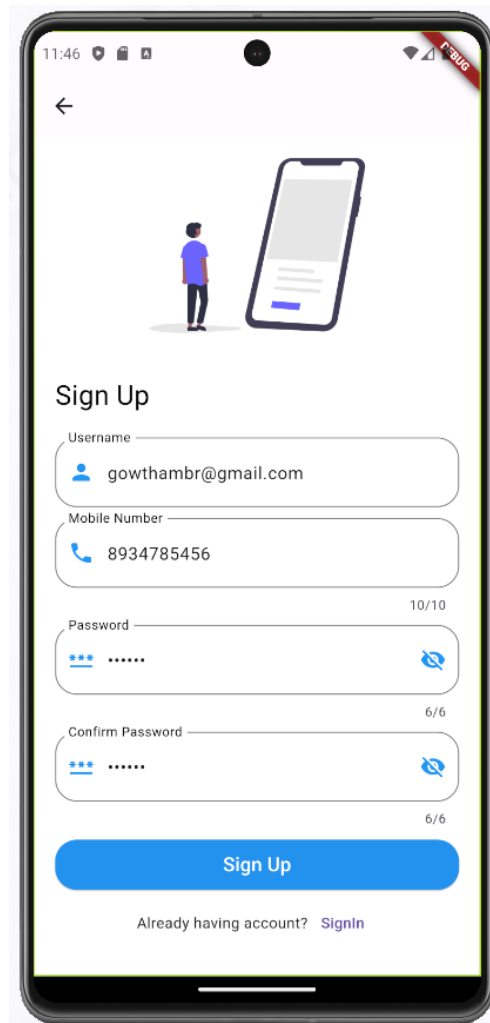 11:46
DEBUG
Sign Up
Username
gowthambr@gmail.com
Mobile Number
8934785456
10/10
Password
*** ••••••
6/6
Confirm Password
*** ••••••
6/6
Sign Up
Already having account? SignIn